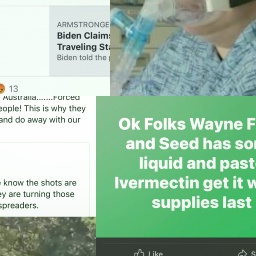 ARMSTRONGE
Biden Claims
Traveling Sta
Biden told the p
13
Australia.......Forced
eople! This is why they
and do away with our
know the shots are
ey are turning those
spreaders.
Ok Folks Wayne F
and Seed has so
liquid and past
Ivermectin get it w
supplies last
Like
S